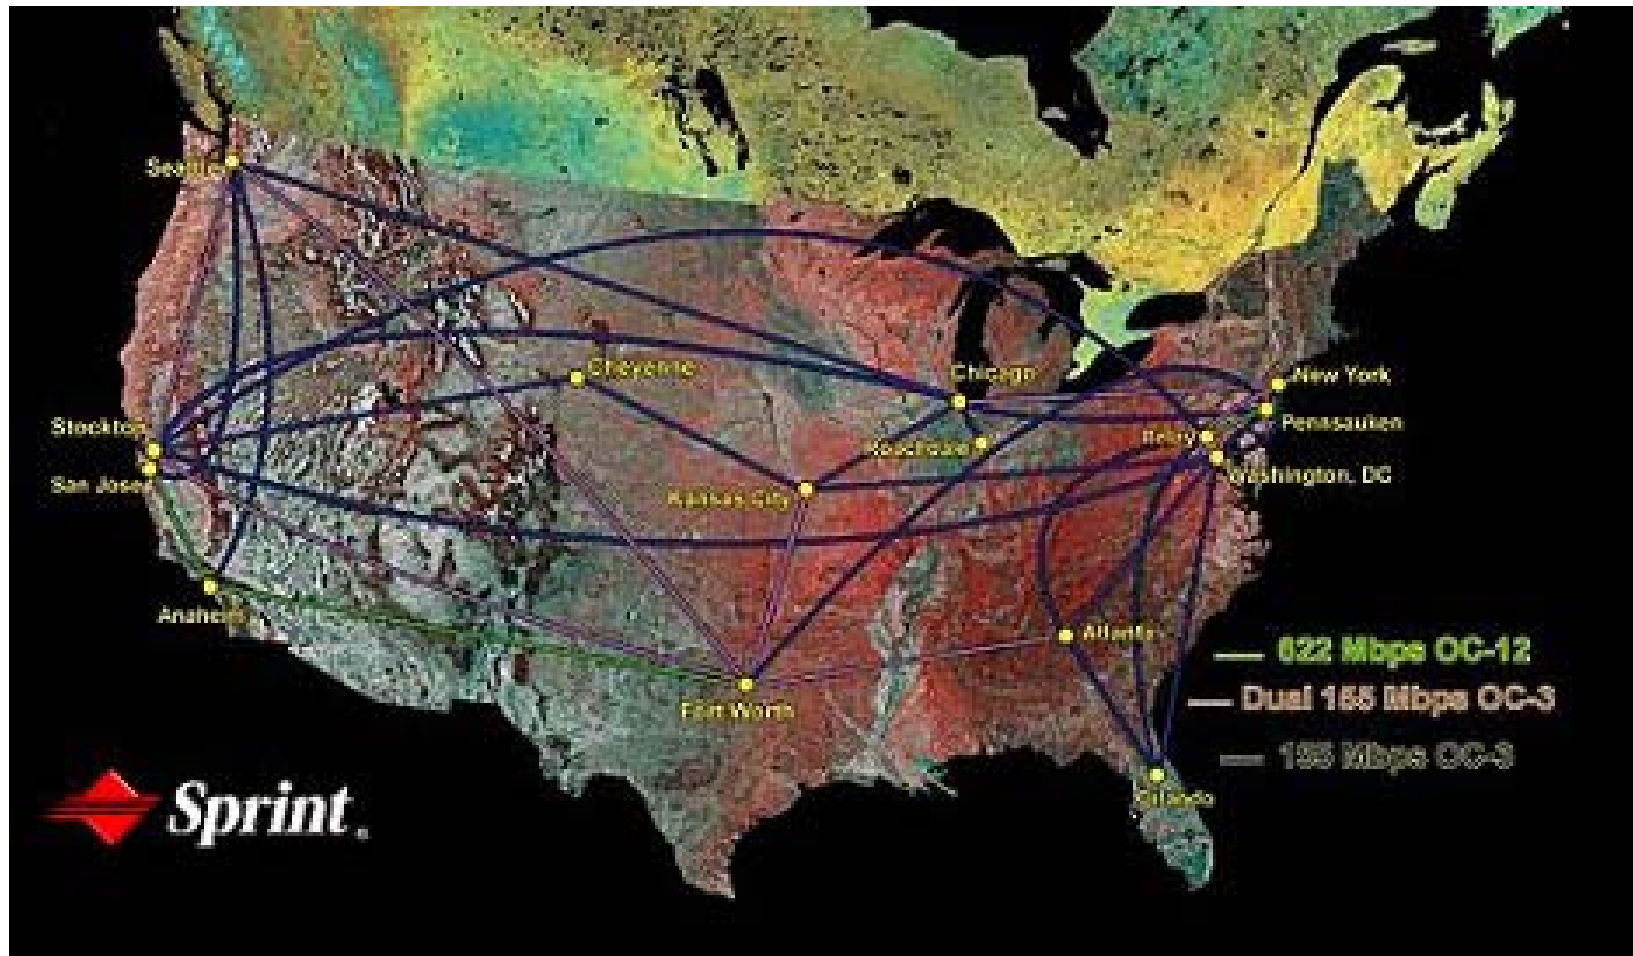 Seattle
Cheyenne
Chicago
New York
Stockton
Pennsauken
Relay
Roachdale
San Jose
Washington, DC
Kansas City
Anaheim
Atlanta
622 Mbps OC-12
Dual 155 Mbps OC-3
Fort Worth
155 Mbps OC-3
Orlando
Sprint.